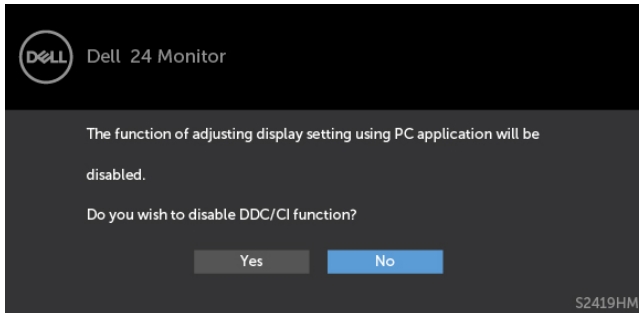 DELL
Dell 24 Monitor
The function of adjusting display setting using PC application will be
disabled.
Do you wish to disable DDC/CI function?
Yes
No
S2419HM